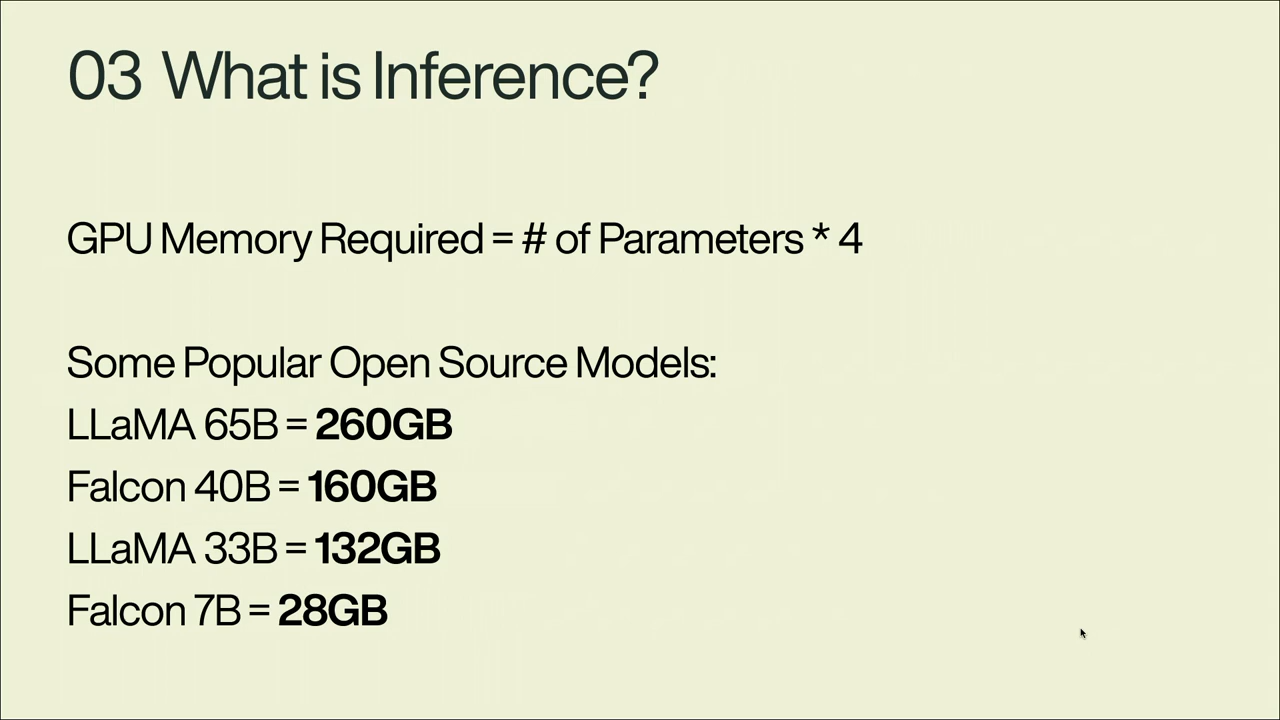 03 What is Inference?
GPU Memory Required = # of Parameters * 4
Some Popular Open Source Models:
LLaMA 65B = 260GB
Falcon 40B = 160GB
LLaMA 33B = 132GB
Falcon 7B = 28GB